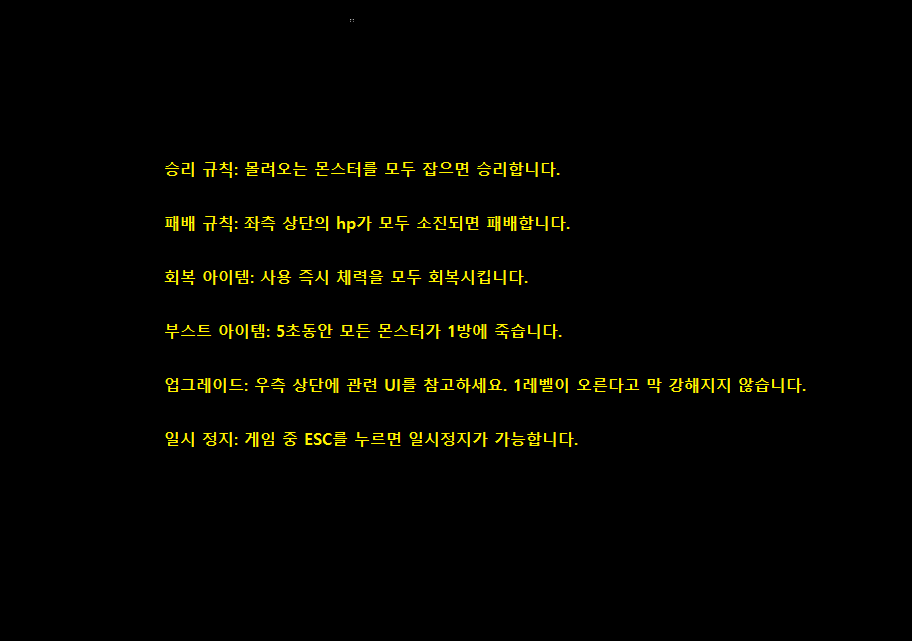 승리 규칙: 몰려오는 몬스터를 모두 잡으면 승리합니다.
패배 규칙: 좌측 상단의 hp가 모두 소진되면 패배합니다.
회복 아이템: 사용 즉시 체력을 모두 회복시킵니다.
부스트 아이템: 5초동안 모든 몬스터가 1방에 죽습니다.
업그레이드: 우측 상단에 관련 UI를 참고하세요. 1레벨이 오른다고 막 강해지지 않습니다.
일시 정지: 게임 중 ESC를 누르면 일시정지가 가능합니다.